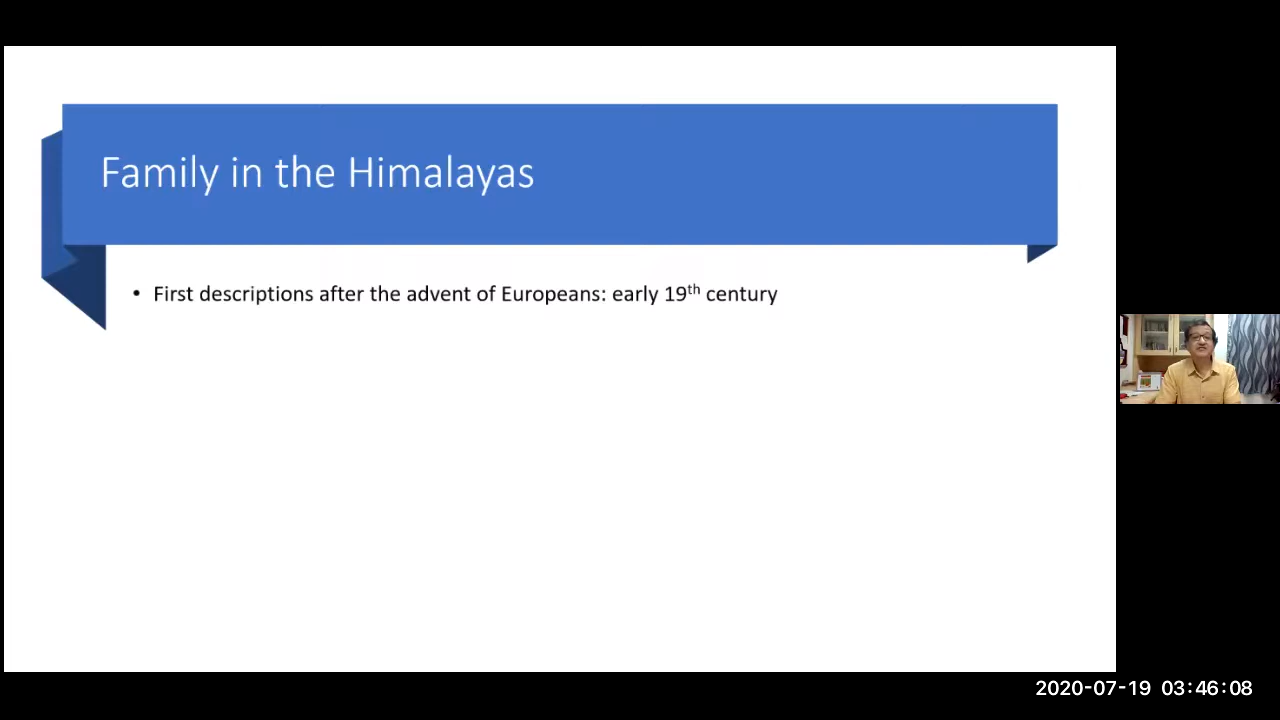 Family in the Himalayas
• First descriptions after the advent of Europeans: early 19th century
2020-07-19 03:46:08